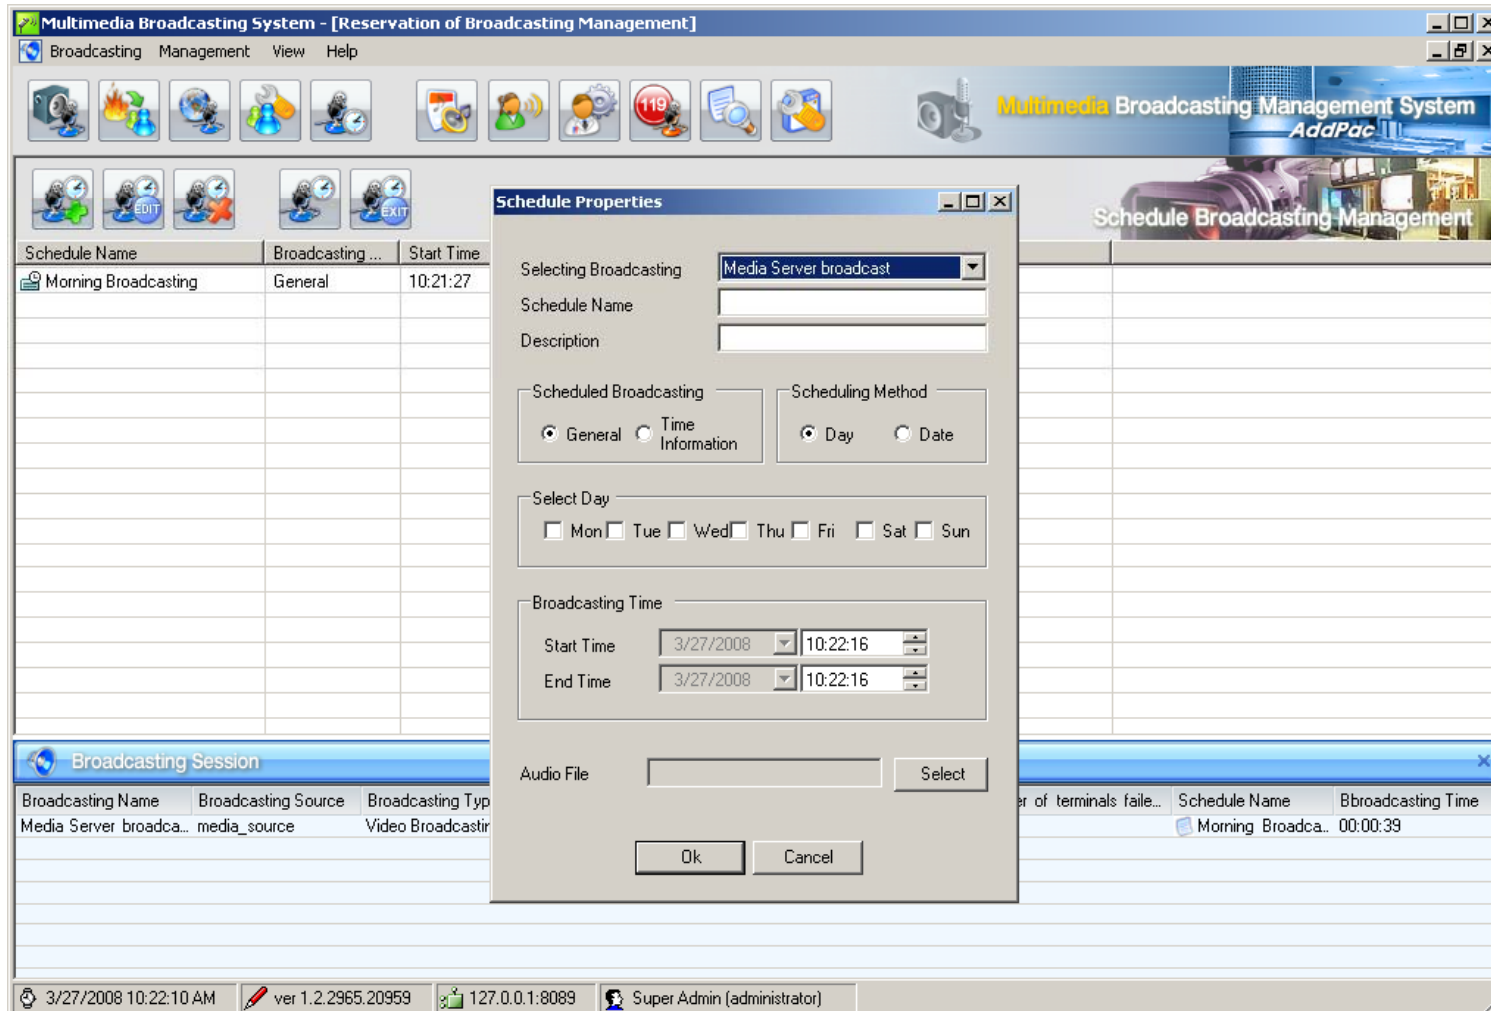 Multimedia Broadcasting System - [Reservation of Broadcasting Management]
Broadcasting Management View Help
119
Multimedia Broadcasting Management System
AddPac
EDIT
EXIT
Schedule Broadcasting Management
Schedule Name Broadcasting ... Start Time
Morning Broadcasting General 10:21:27
Schedule Properties
Selecting Broadcasting Media Server broadcast
Schedule Name
Description
Scheduled Broadcasting Scheduling Method
General Time Information Day Date
Select Day
Mon Tue Wed Thu Fri Sat Sun
Broadcasting Time
Start Time 3/27/2008 10:22:16
End Time 3/27/2008 10:22:16
Audio File Select
Ok Cancel
Broadcasting Session
Broadcasting Name Broadcasting Source Broadcasting Typ er of terminals faile... Schedule Name Bbroadcasting Time
Media Server broadca... media_source Video Broadcastin Morning Broadca... 00:00:39
3/27/2008 10:22:10 AM ver 1.2.2965.20959 127.0.0.1:8089 Super Admin (administrator)